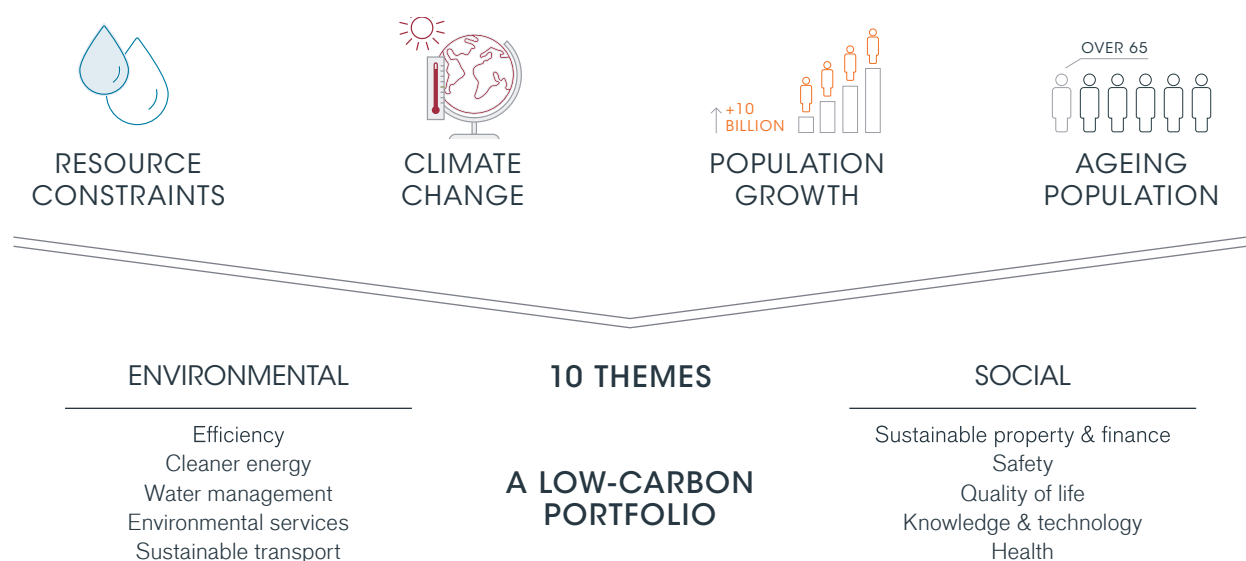 +10
BILLION
OVER 65
RESOURCE
CONSTRAINTS
CLIMATE
CHANGE
POPULATION
GROWTH
AGEING
POPULATION
ENVIRONMENTAL
Efficiency
Cleaner energy
Water management
Environmental services
Sustainable transport
10 THEMES
A LOW-CARBON
PORTFOLIO
SOCIAL
Sustainable property & finance
Safety
Quality of life
Knowledge & technology
Health